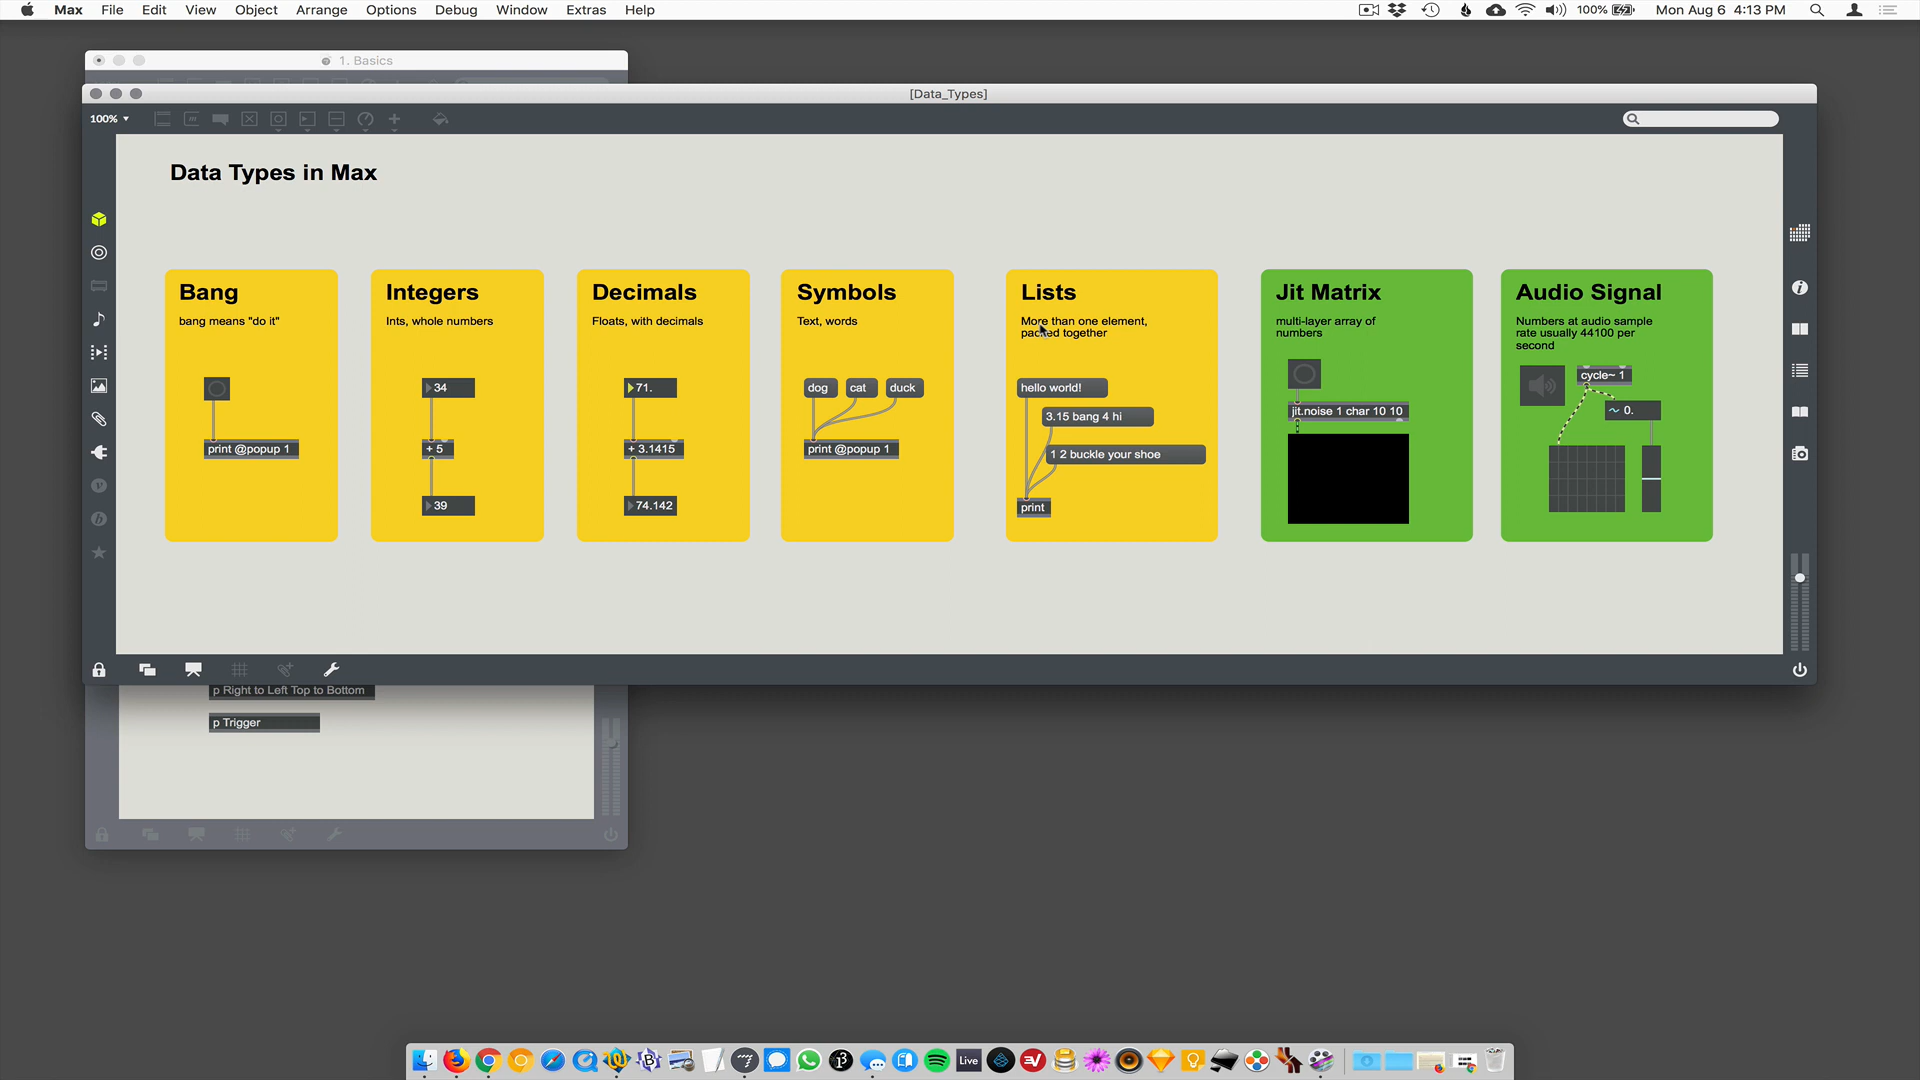 Max File Edit View Object Arrange Options Debug Window Extras Help 100% Mon Aug 6 4:13 PM
1. Basics
[Data_Types]
100%
Data Types in Max
Bang
bang means "do it"
print @popup 1
Integers
Ints, whole numbers
34
+ 5
39
Decimals
Floats, with decimals
71.
+ 3.1415
74.142
Symbols
Text, words
dog cat duck
print @popup 1
Lists
More than one element,
packed together
hello world!
3.15 bang 4 hi
1 2 buckle your shoe
print
Jit Matrix
multi-layer array of
numbers
jit.noise 1 char 10 10
Audio Signal
Numbers at audio sample
rate usually 44100 per
second
cycle~ 1
~ 0.
p Right to Left Top to Bottom
p Trigger
Live